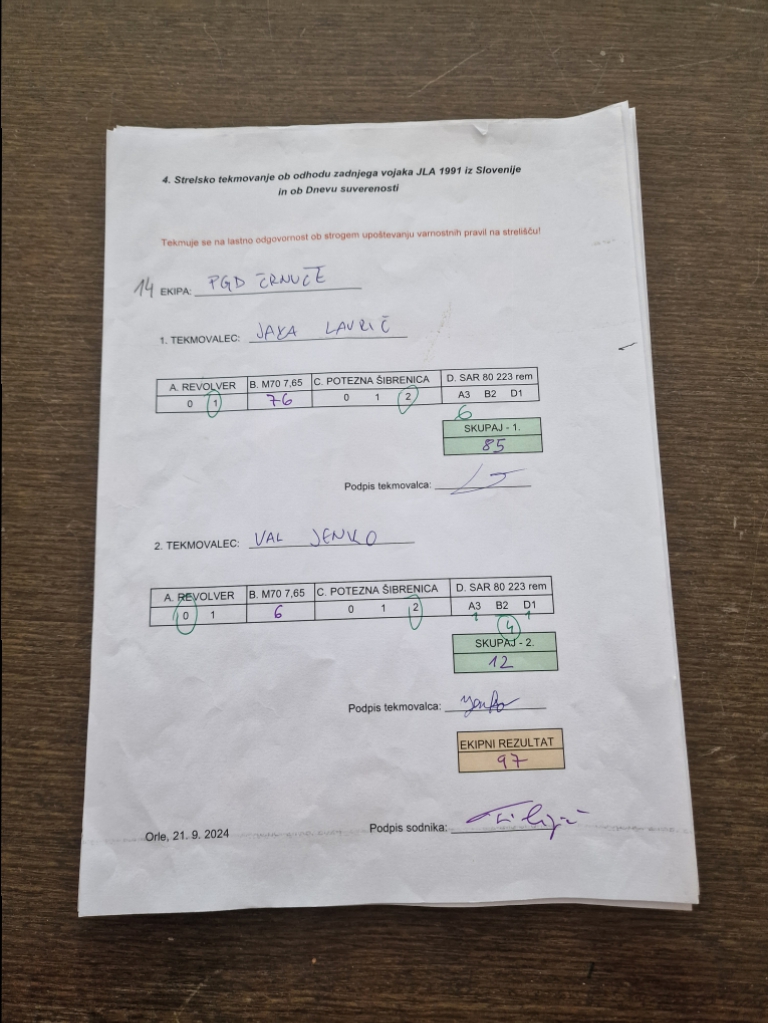 4. Strelsko tekmovanje ob odhodu zadnjega vojaka JLA 1991 iz Slovenije
in ob Dnevu suverenosti
Tekmuje se na lastno odgovornost ob strogem upoštevanju varnostnih pravil na strelišču!
14 EKIPA: PGD ČRNUČE
1. TEKMOVALEC: JAKA LAVRIČ
A. REVOLVER B. M70 7,65 C. POTEZNA ŠIBRENICA D. SAR 80 223 rem
0 1 76 0 1 2 A3 B2 D1
6
SKUPAJ - 1.
85
Podpis tekmovalca:
2. TEKMOVALEC: VAL JENKO
A. REVOLVER B. M70 7,65 C. POTEZNA ŠIBRENICA D. SAR 80 223 rem
0 1 6 0 1 2 A3 B2 D1
4
SKUPAJ - 2.
12
Podpis tekmovalca:
EKIPNI REZULTAT
97
Orle, 21. 9. 2024 Podpis sodnika: